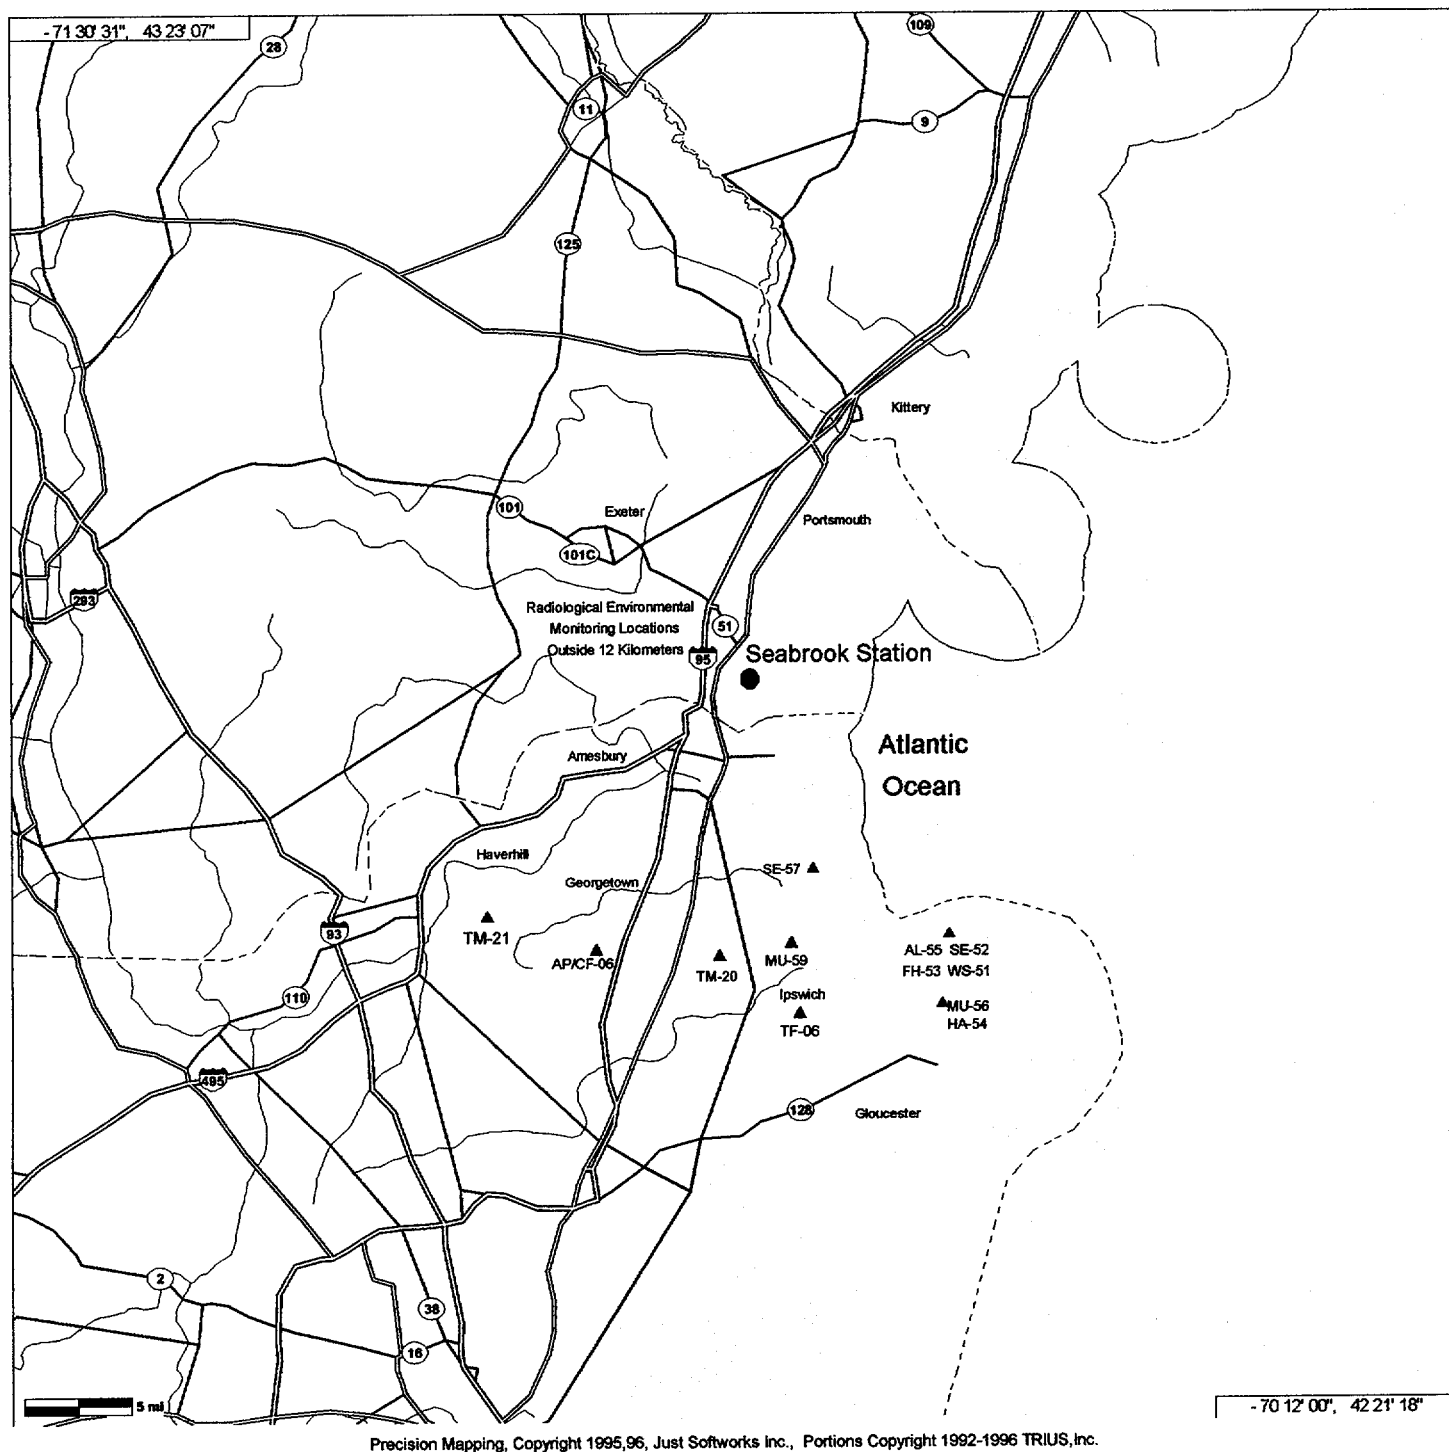 - 71 30' 31", 43 23' 07"
28
109
11
9
125
Kittery
101
Exeter
Portsmouth
101C
293
Radiological Environmental
Monitoring Locations
Outside 12 Kilometers
51
95
Seabrook Station
Amesbury
Atlantic
Ocean
Haverhill
Georgetown
SE-57
93
TM-21
AP/CF-06
TM-20
MU-59
AL-55 SE-52
FH-53 WS-51
110
Ipswich
MU-56
HA-54
TF-06
495
128
Gloucester
2
38
16
5 mi
- 70 12' 00", 42 21' 18"
Precision Mapping, Copyright 1995,96, Just Softworks Inc., Portions Copyright 1992-1996 TRIUS,Inc.